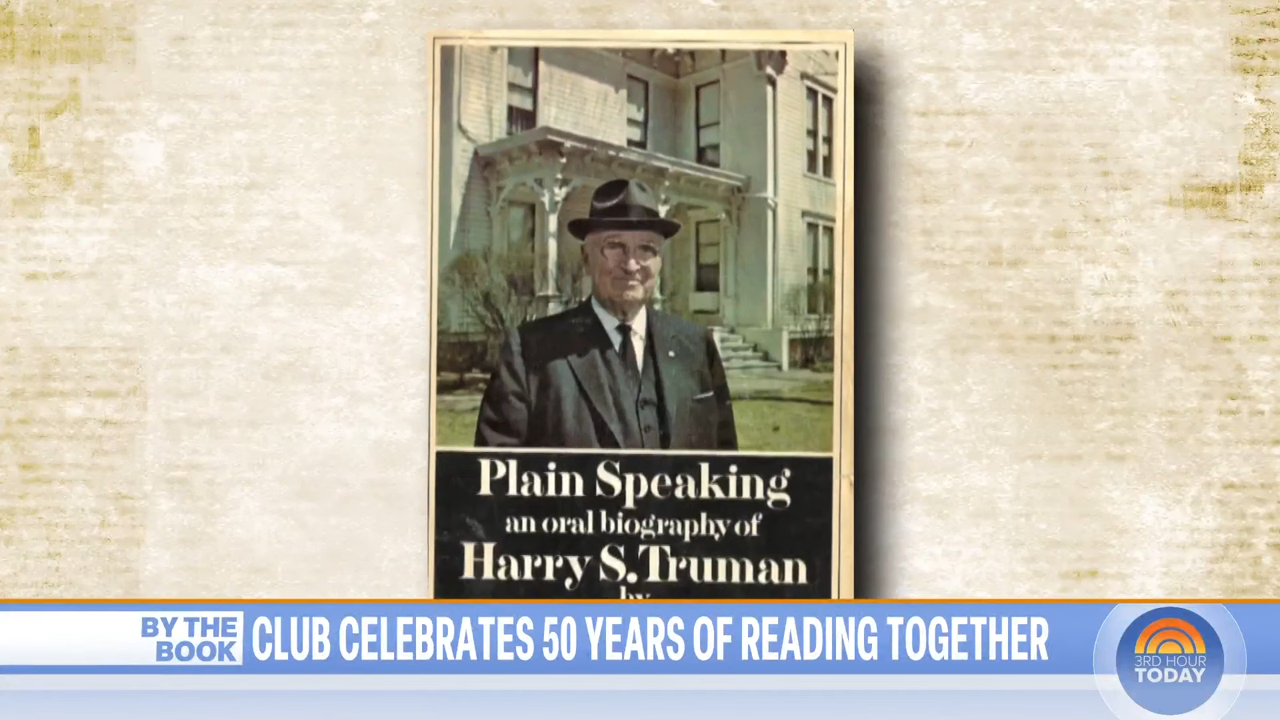 Plain Speaking
an oral biography of
Harry S. Truman
by
BY THE
BOOK
CLUB CELEBRATES 50 YEARS OF READING TOGETHER
3RD HOUR
TODAY